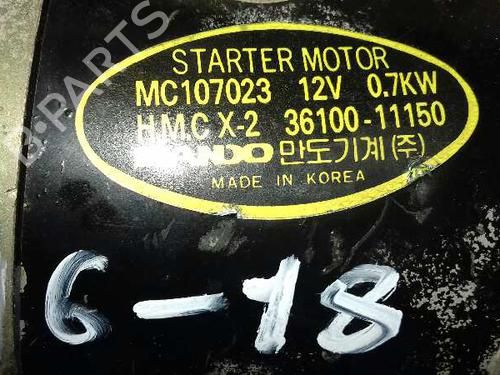 STARTER MOTOR
MC107023 12V 0.7KW
H.M.C X-2 36100-11150
MANDO 만도기계(주)
MADE IN KOREA
6-18
B-PARTS